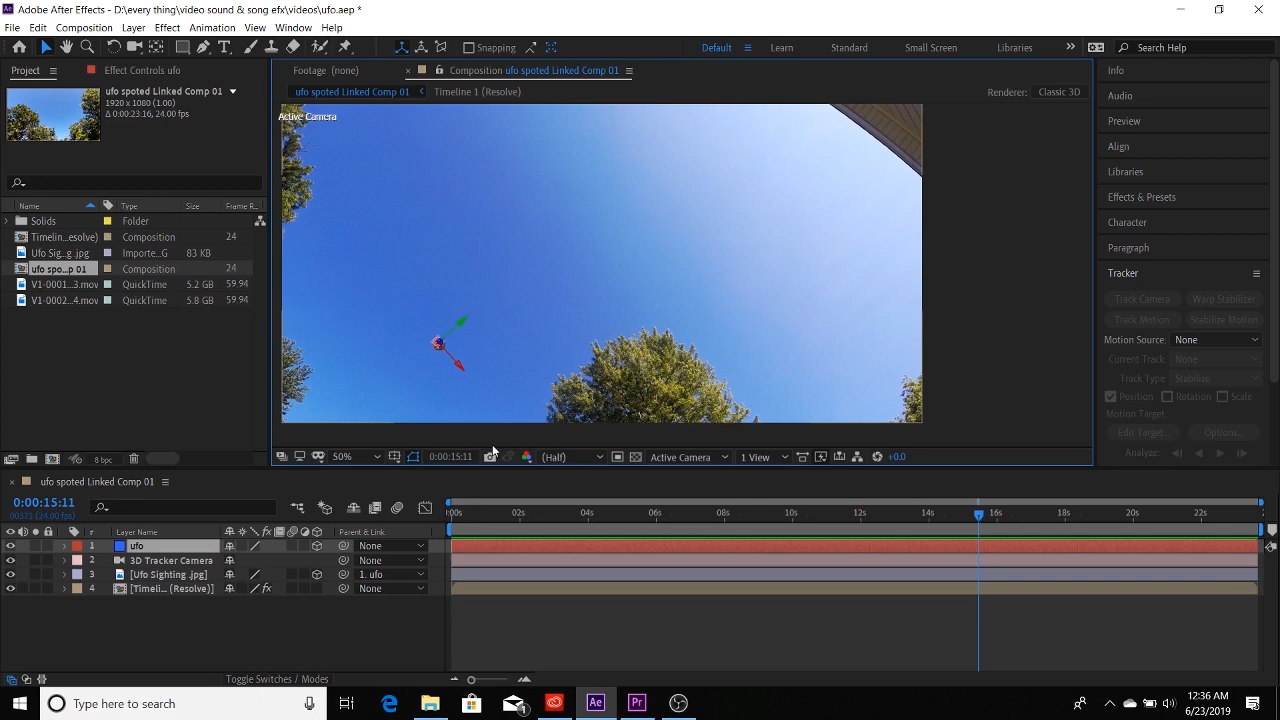 Ae Adobe After Effects - D:\every thing\video sound & song efx\videos\ufo.aep *
File Edit Composition Layer Effect Animation View Window Help
Snapping Default Learn Standard Small Screen Libraries Search Help
Project Effect Controls ufo
ufo spoted Linked Comp 01
1920 x 1080 (1.00)
Δ 0:00:23:16, 24.00 fps
Name Type Size Frame R...
Solids Folder
Timelin...esolve) Composition 24
Ufo Sig...g .jpg Importe...G 83 KB
ufo spo...p 01 Composition 24
V1-0001...3.mov QuickTime 5.2 GB 59.94
V1-0002...4.mov QuickTime 5.8 GB 59.94
8 bpc
Footage (none) Composition ufo spoted Linked Comp 01
ufo spoted Linked Comp 01 Timeline 1 (Resolve) Renderer: Classic 3D
Active Camera
50% 0:00:15:11 (Half) Active Camera 1 View +0.0
Info
Audio
Preview
Align
Libraries
Effects & Presets
Character
Paragraph
Tracker
Track Camera Warp Stabilizer
Track Motion Stabilize Motion
Motion Source: None
Current Track: None
Track Type: Stabilize
Position Rotation Scale
Motion Target:
Edit Target... Options...
Analyze:
ufo spoted Linked Comp 01
0:00:15:11
00371 (24.00 fps)
# Layer Name fx Parent & Link
:00s 02s 04s 06s 08s 10s 12s 14s 16s 18s 20s 22s
1 ufo None
2 3D Tracker Camera None
3 [Ufo Sighting .jpg] 1. ufo
4 [Timeli... (Resolve)] fx None
Toggle Switches / Modes
Type here to search
Ae Pr
12:36 AM
6/23/2019